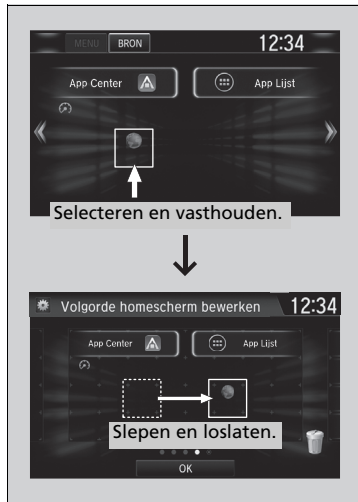 MENU BRON 12:34
App Center App Lijst
Selecteren en vasthouden.
Volgorde homescherm bewerken 12:34
App Center App Lijst
Slepen en loslaten.
OK